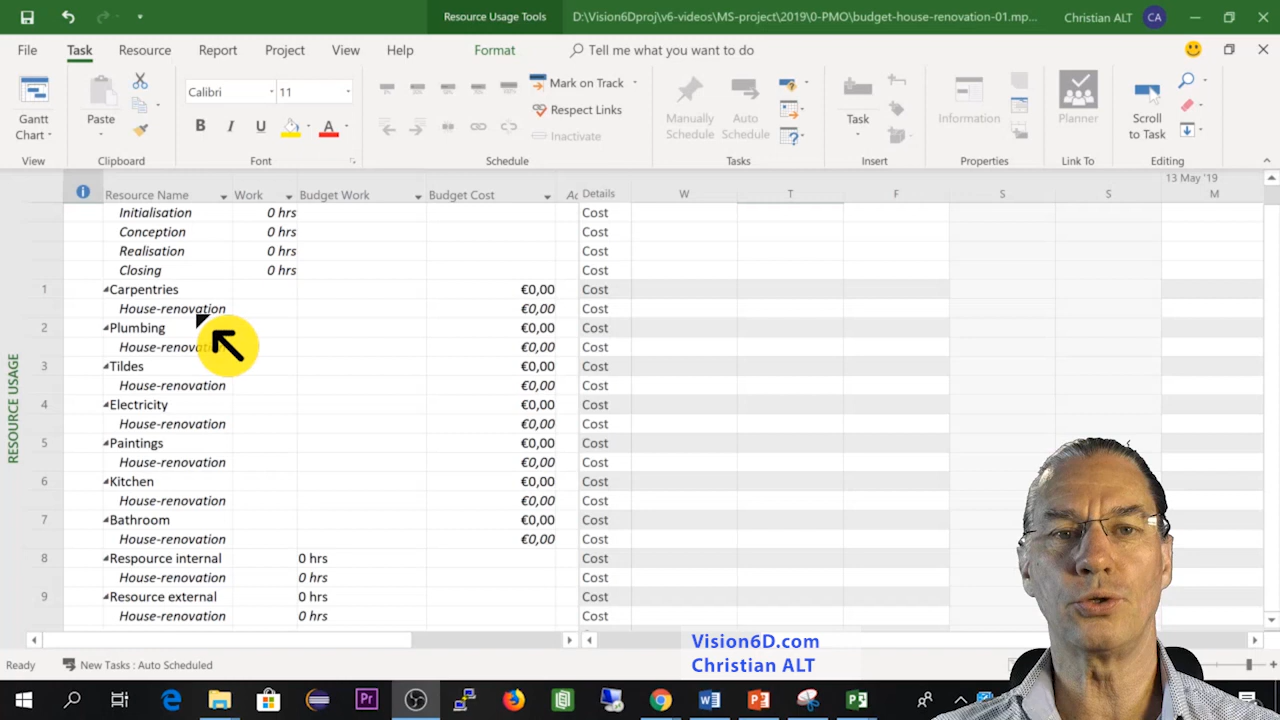 Resource Usage Tools
D:\Vision6Dproj\v6-videos\MS-project\2019\0-PMO\budget-house-renovation-01.mp...
Christian ALT CA
File Task Resource Report Project View Help Format Tell me what you want to do
Gantt Chart
View
Paste
Clipboard
Calibri 11
B I U A
Font
Mark on Track
Respect Links
Inactivate
Schedule
Manually Schedule
Auto Schedule
Tasks
Task
Insert
Information
Properties
Planner
Link To
Scroll to Task
Editing
13 May '19
Resource Name Work Budget Work Budget Cost Details W T F S S M
Initialisation 0 hrs Cost
Conception 0 hrs Cost
Realisation 0 hrs Cost
Closing 0 hrs Cost
1 Carpentries €0,00 Cost
House-renovation €0,00 Cost
2 Plumbing €0,00 Cost
€0,00 Cost
3 Tildes €0,00 Cost
House-renovation €0,00 Cost
4 Electricity €0,00 Cost
House-renovation €0,00 Cost
5 Paintings €0,00 Cost
House-renovation €0,00 Cost
6 Kitchen €0,00 Cost
House-renovation €0,00 Cost
7 Bathroom €0,00 Cost
House-renovation €0,00 Cost
8 Respource internal 0 hrs Cost
House-renovation 0 hrs Cost
9 Resource external 0 hrs Cost
House-renovation 0 hrs Cost
RESOURCE USAGE
Vision6D.com
Christian ALT
Ready New Tasks : Auto Scheduled